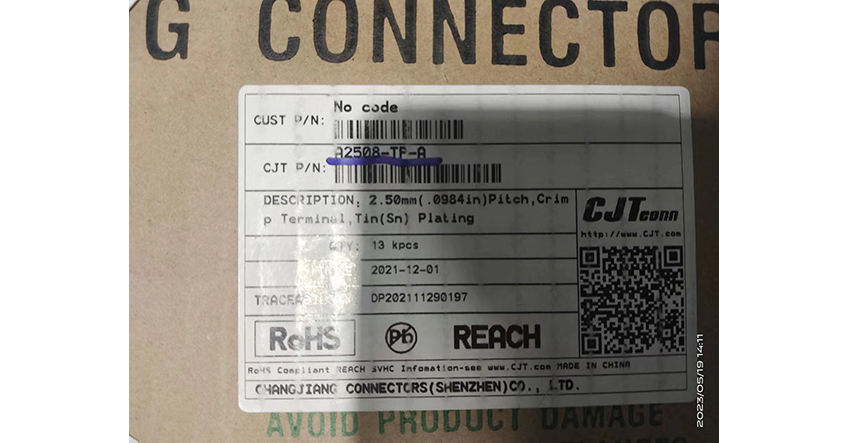 G CONNECTOR
No code
CUST P/N:
A2508-TP-A
CJT P/N:
DESCRIPTION: 2.50mm(.0984in)Pitch,Crim
p Terminal,Tin(Sn) Plating
CJTconn
http://www.CJT.com
QTY: 13 kpcs
2021-12-01
TRACEABILITY DP202111290197
RoHS Pb REACH
RoHS Compliant REACH SVHC Infomation-see www.CJT.com MADE IN CHINA
CHANGJIANG CONNECTORS(SHENZHEN)CO., LTD.
AVOID PRODUCT DAMAGE
2023/05/19 14:11